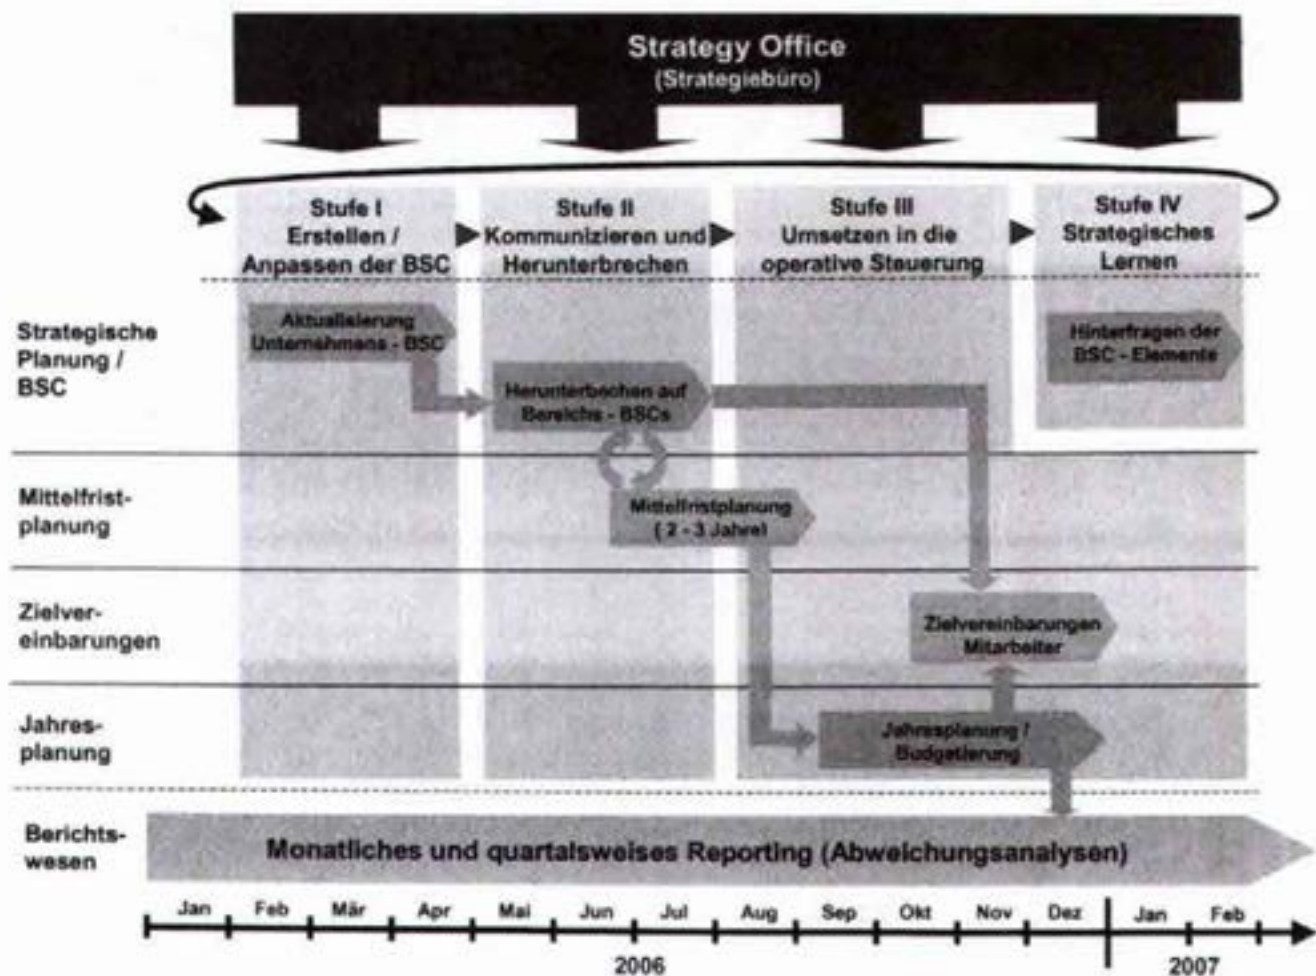 Strategy Office
(Strategiebüro)
Stufe I
Erstellen /
Anpassen der BSC
Stufe II
Kommunizieren und
Herunterbrechen
Stufe III
Umsetzen in die
operative Steuerung
Stufe IV
Strategisches
Lernen
Strategische
Planung /
BSC
Aktualisierung
Unternehmens - BSC
Herunterbechen auf
Bereichs - BSCs
Hinterfragen der
BSC - Elemente
Mittelfrist-
planung
Mittelfristplanung
( 2 - 3 Jahre)
Zielver-
einbarungen
Zielvereinbarungen
Mitarbeiter
Jahres-
planung
Jahresplanung /
Budgetierung
Berichts-
wesen
Monatliches und quartalsweises Reporting (Abweichungsanalysen)
Jan Feb Mär Apr Mai Jun Jul Aug Sep Okt Nov Dez Jan Feb
2006 2007